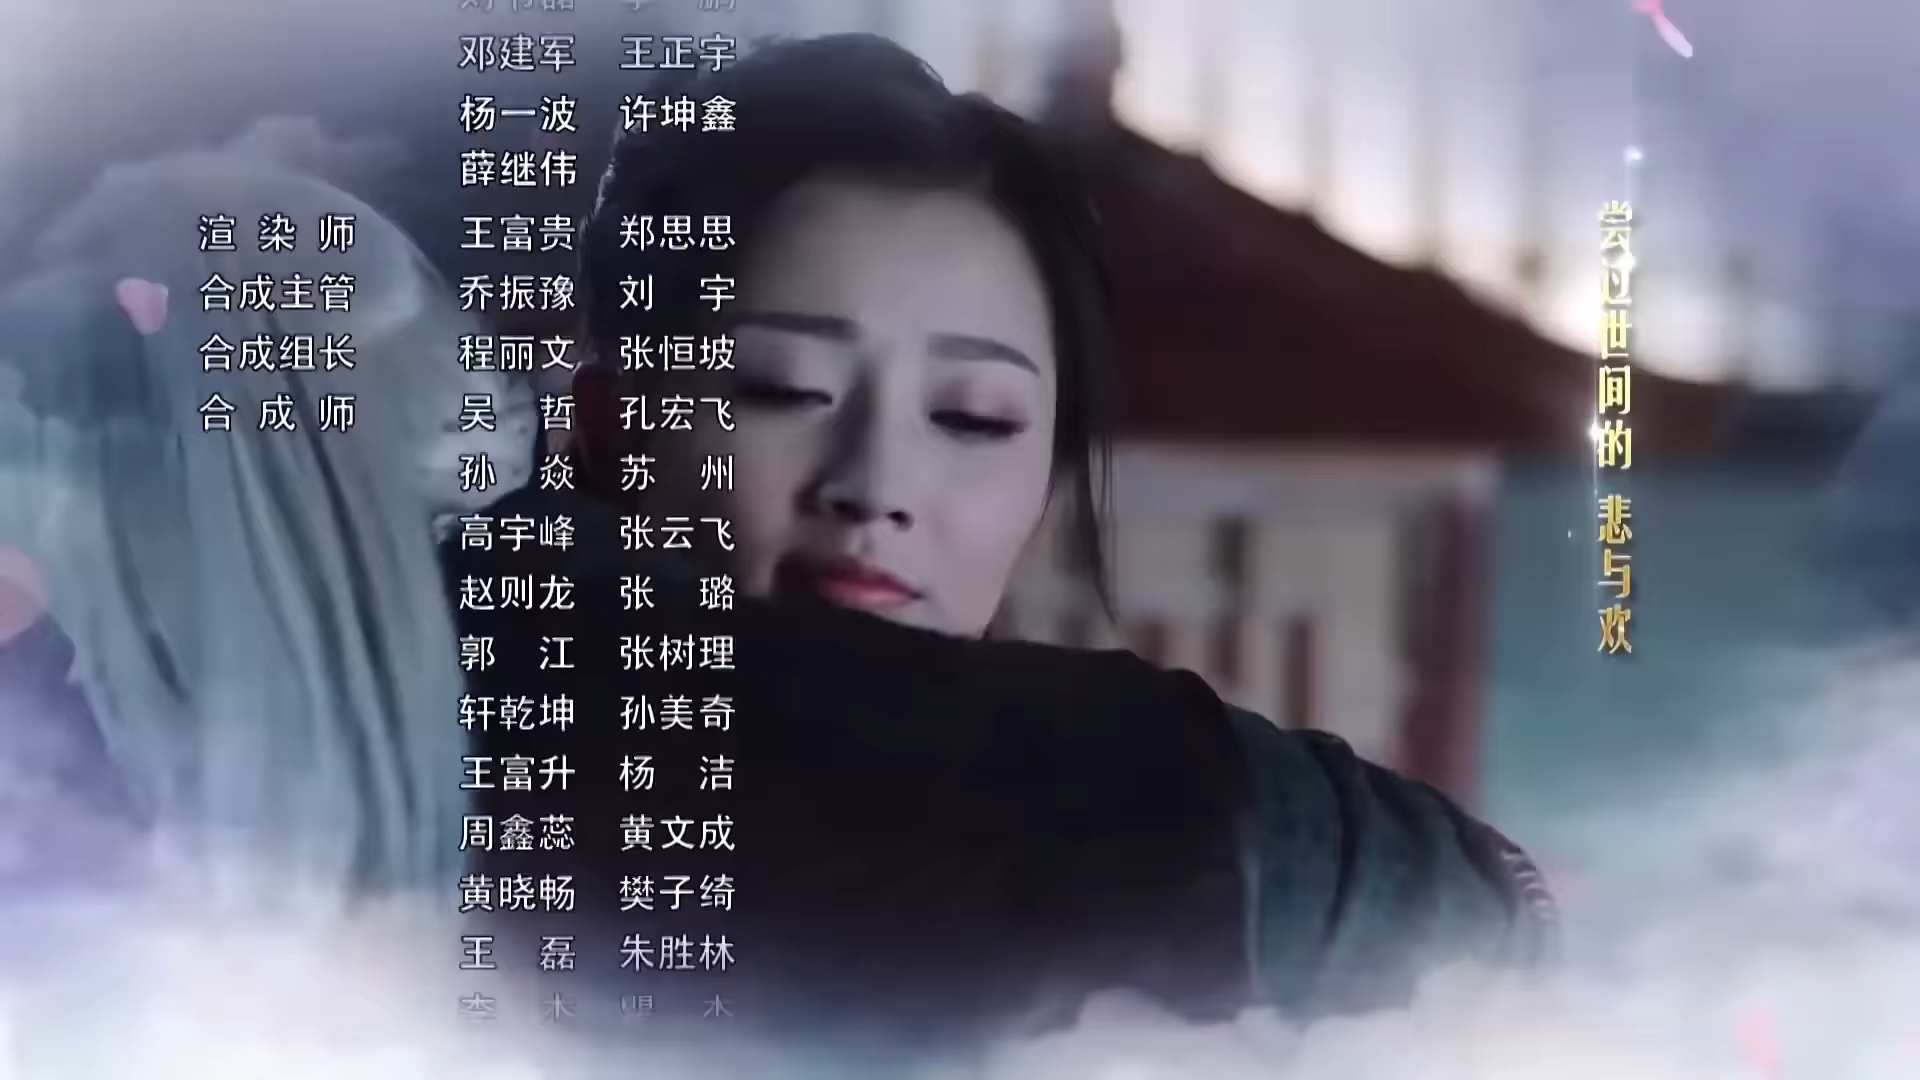 邓建军 王正宇
杨一波 许坤鑫
薛继伟
渲染师 王富贵 郑思思
合成主管 乔振豫 刘宇
合成组长 程丽文 张恒坡
合成师 吴哲 孔宏飞
孙焱 苏州
高宇峰 张云飞
赵则龙 张璐
郭江 张树理
轩乾坤 孙美奇
王富升 杨洁
周鑫蕊 黄文成
黄晓畅 樊子绮
王磊 朱胜林
尝过世间的 悲与欢